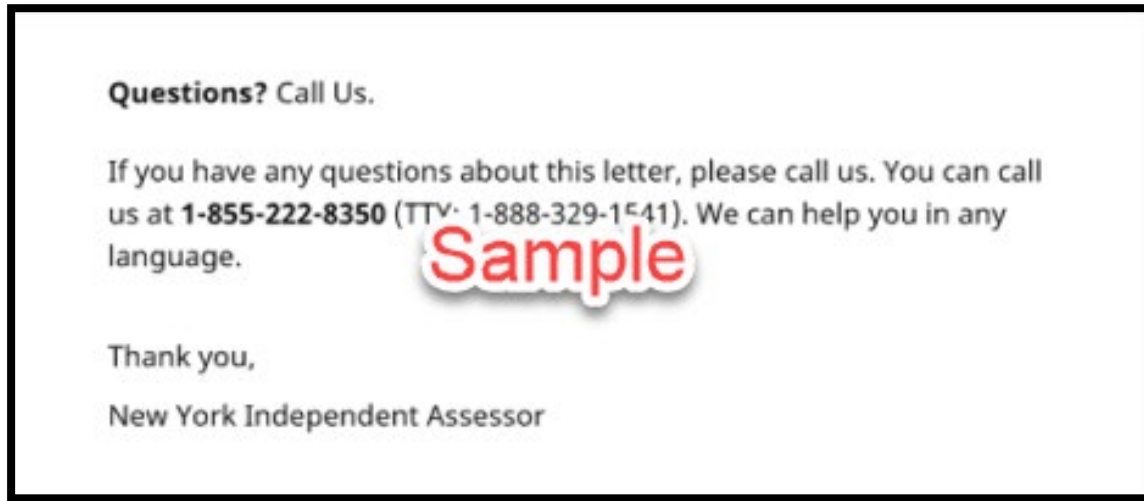 Questions? Call Us.
If you have any questions about this letter, please call us. You can call
us at 1-855-222-8350 (TTY: 1-888-329-1541). We can help you in any
language.
Sample
Thank you,
New York Independent Assessor